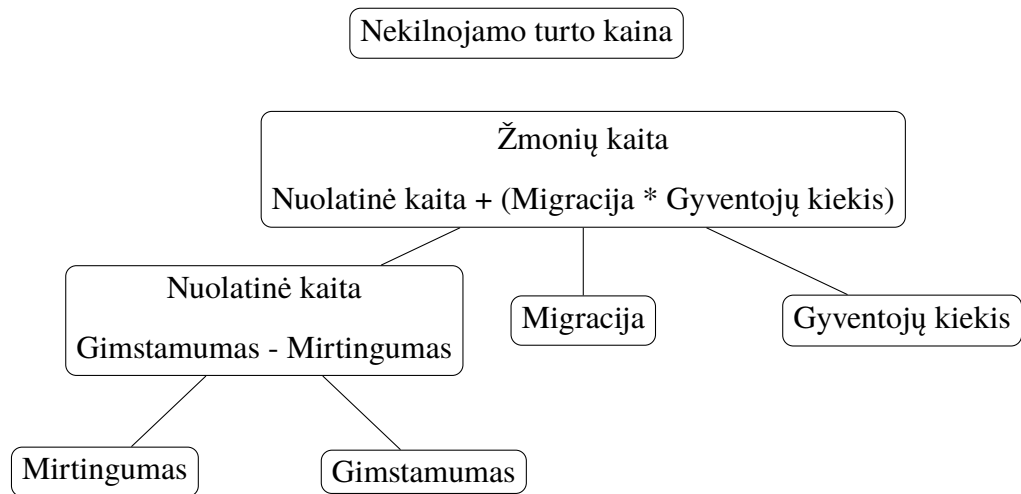 Nekilnojamo turto kaina
Žmonių kaita
Nuolatinė kaita + (Migracija * Gyventojų kiekis)
Nuolatinė kaita
Gimstamumas - Mirtingumas
Migracija
Gyventojų kiekis
Mirtingumas
Gimstamumas